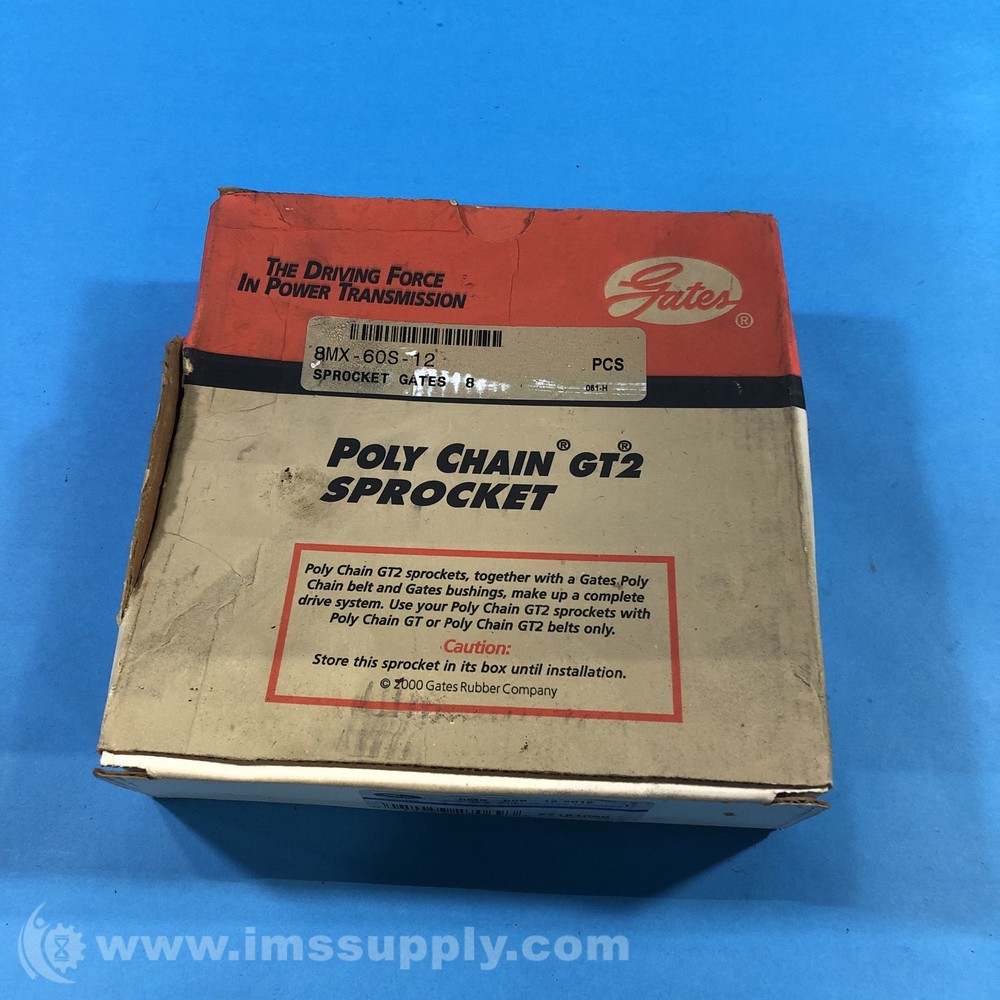 THE DRIVING FORCE
IN POWER TRANSMISSION
Gates®
8MX-60S-12
PCS
SPROCKET GATES 8
061-H
POLY CHAIN® GT®2
SPROCKET
Poly Chain GT2 sprockets, together with a Gates Poly
Chain belt and Gates bushings, make up a complete
drive system. Use your Poly Chain GT2 sprockets with
Poly Chain GT or Poly Chain GT2 belts only.
Caution:
Store this sprocket in its box until installation.
© 2000 Gates Rubber Company
www.imssupply.com